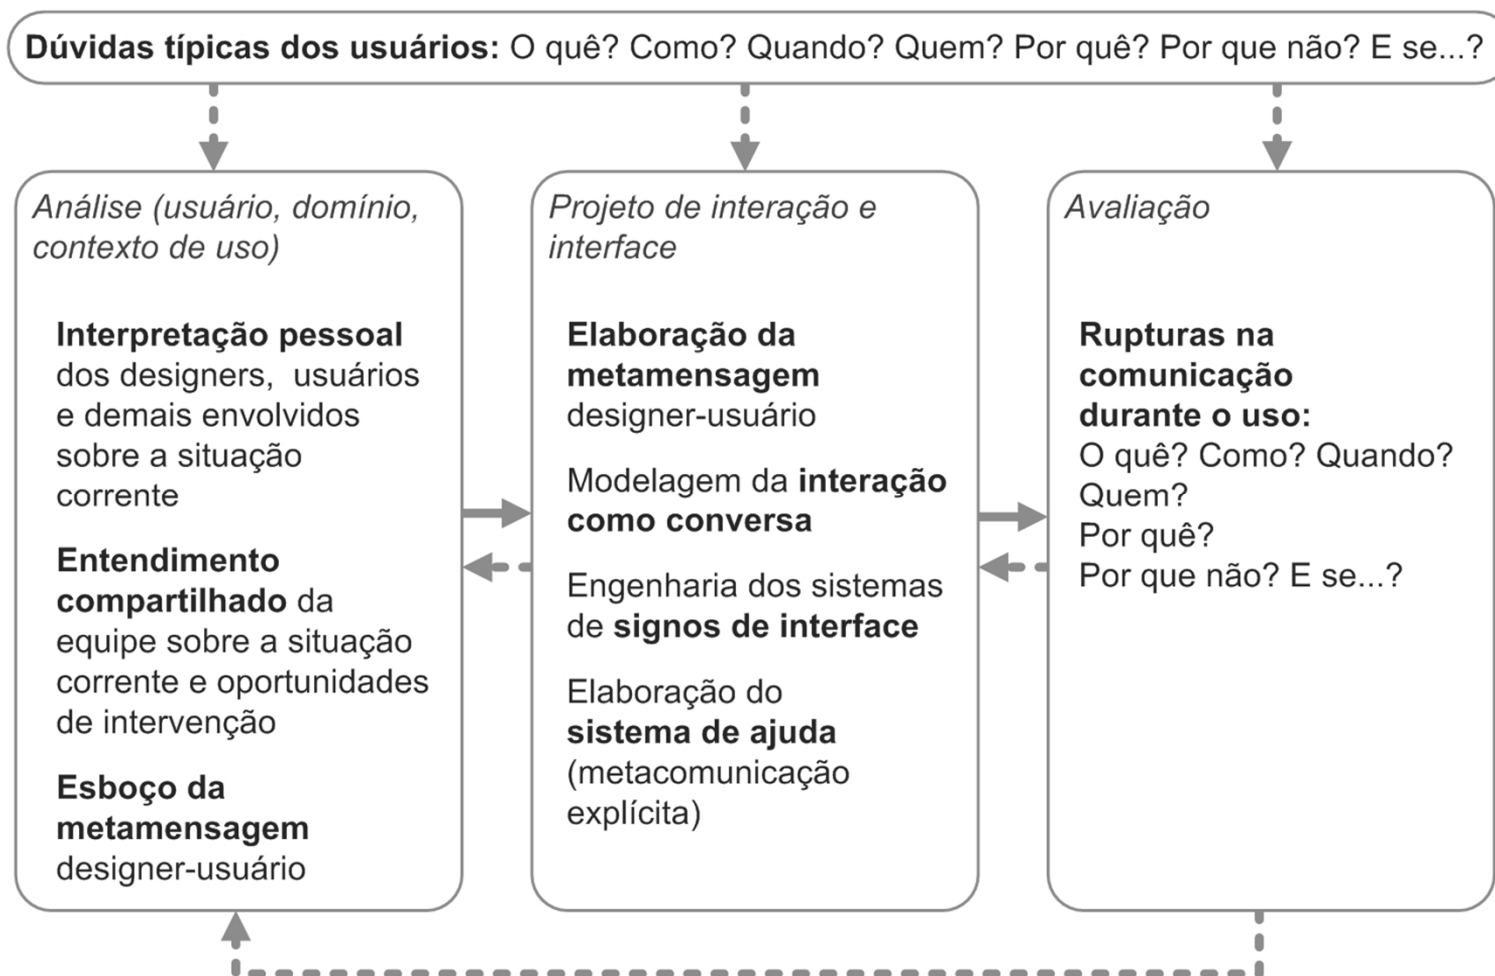 Dúvidas típicas dos usuários: O quê? Como? Quando? Quem? Por quê? Por que não? E se...?
Análise (usuário, domínio,
contexto de uso)
Interpretação pessoal
dos designers, usuários
e demais envolvidos
sobre a situação
corrente
Entendimento
compartilhado da
equipe sobre a situação
corrente e oportunidades
de intervenção
Esboço da
metamensagem
designer-usuário
Projeto de interação e
interface
Elaboração da
metamensagem
designer-usuário
Modelagem da interação
como conversa
Engenharia dos sistemas
de signos de interface
Elaboração do
sistema de ajuda
(metacomunicação
explícita)
Avaliação
Rupturas na
comunicação
durante o uso:
O quê? Como? Quando?
Quem?
Por quê?
Por que não? E se...?